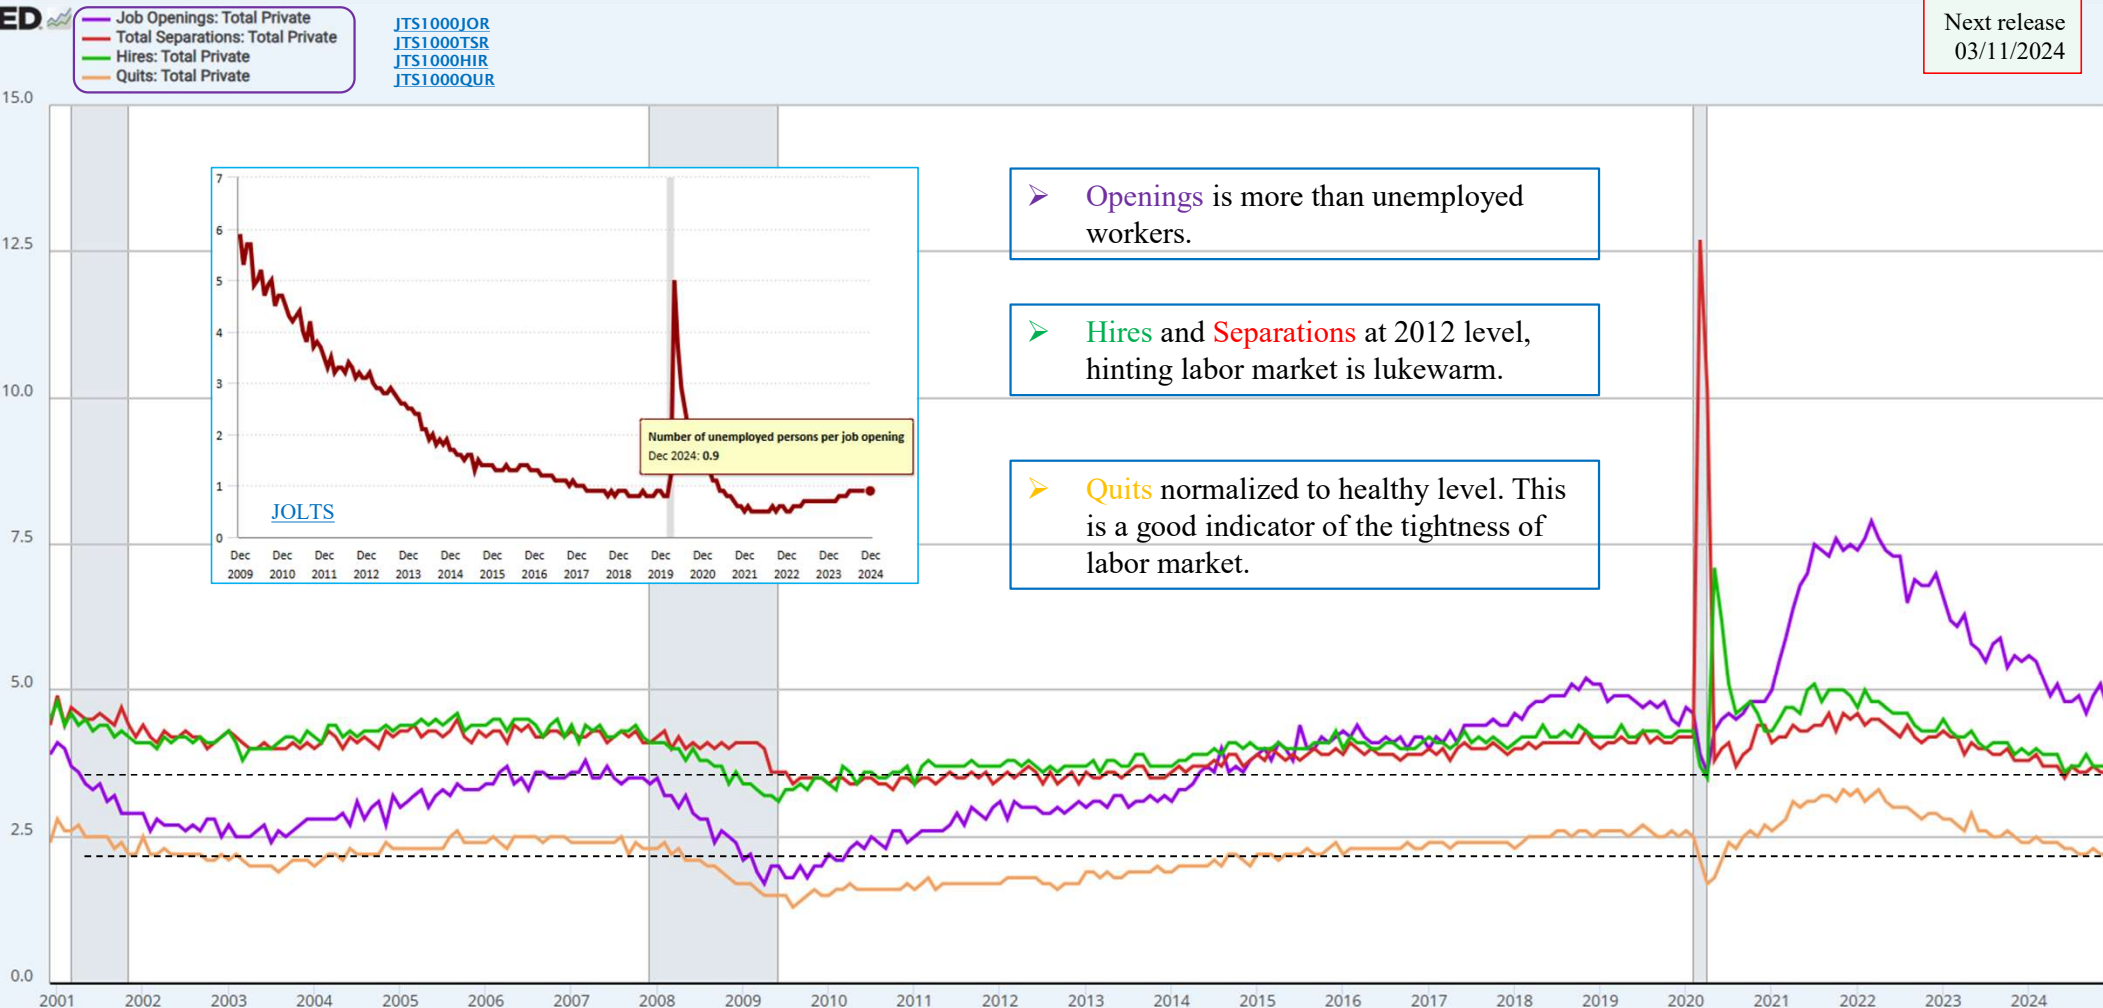 ED
Job Openings: Total Private
Total Separations: Total Private
Hires: Total Private
Quits: Total Private
JTS1000JOR
JTS1000TSR
JTS1000HIR
JTS1000QUR
Next release
03/11/2024
15.0
12.5
10.0
7.5
5.0
2.5
0.0
7
6
5
4
3
2
1
0
Number of unemployed persons per job opening
Dec 2024: 0.9
JOLTS
Dec Dec Dec Dec Dec Dec Dec Dec Dec Dec Dec Dec Dec Dec Dec Dec
2009 2010 2011 2012 2013 2014 2015 2016 2017 2018 2019 2020 2021 2022 2023 2024
Openings is more than unemployed
workers.
Hires and Separations at 2012 level,
hinting labor market is lukewarm.
Quits normalized to healthy level. This
is a good indicator of the tightness of
labor market.
2001 2002 2003 2004 2005 2006 2007 2008 2009 2010 2011 2012 2013 2014 2015 2016 2017 2018 2019 2020 2021 2022 2023 2024